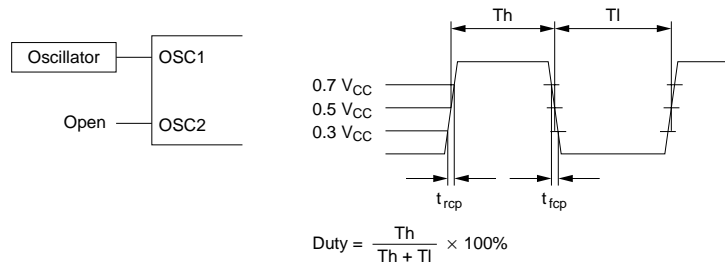 Oscillator
OSC1
Open
OSC2
Th
Tl
0.7 VCC
0.5 VCC
0.3 VCC
trcp
tfcp
Duty = Th / Th + Tl × 100%